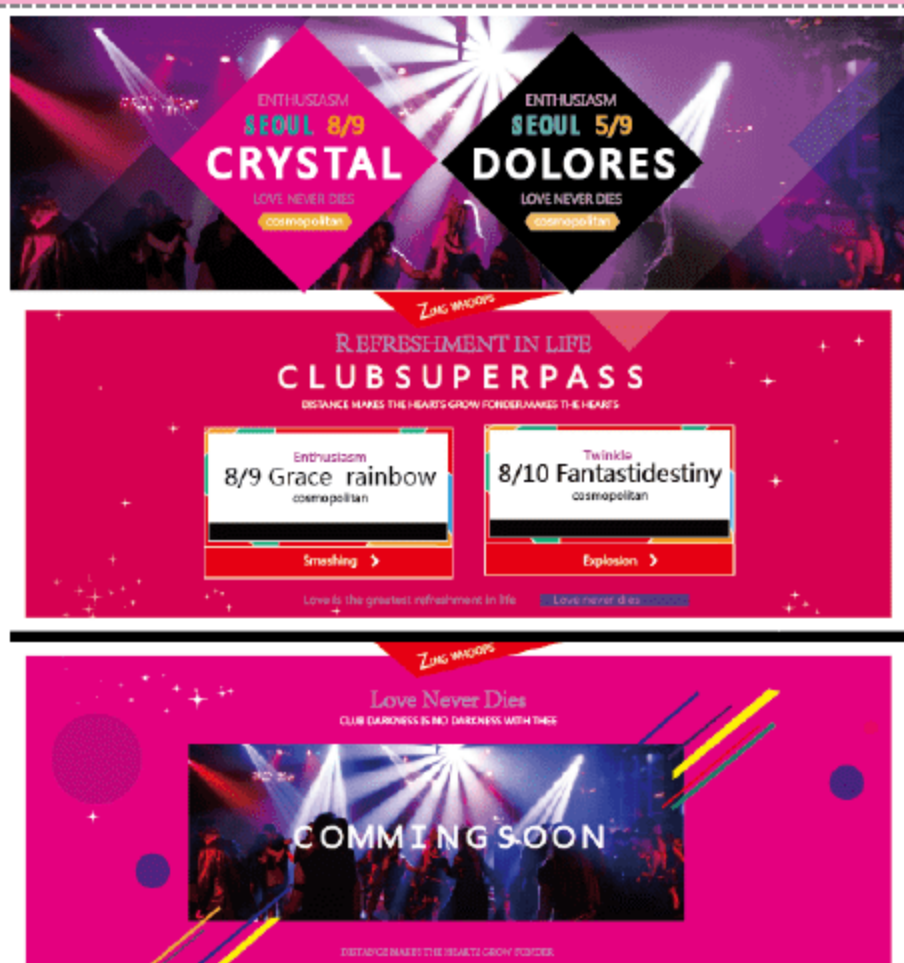 ENTHUSIASM
SEOUL 8/9
CRYSTAL
LOVE NEVER DIES
cosmopolitan
ENTHUSIASM
SEOUL 5/9
DOLORES
LOVE NEVER DIES
cosmopolitan
ZING WHOOPS
REFRESHMENT IN LIFE
CLUBSUPERPASS
DISTANCE MAKES THE HEARTS GROW FONDER.MAKES THE HEARTS
Enthusiasm
8/9 Grace rainbow
cosmopolitan
Smashing >
Twinkle
8/10 Fantastidestiny
cosmopolitan
Explosion >
Love is the greatest refreshment in life
Love never dies
ZING WHOOPS
Love Never Dies
CLUB DARKNESS IS NO DARKNESS WITH THEE
COMMINGSOON
DISTANCE MAKES THE HEARTS GROW FONDER